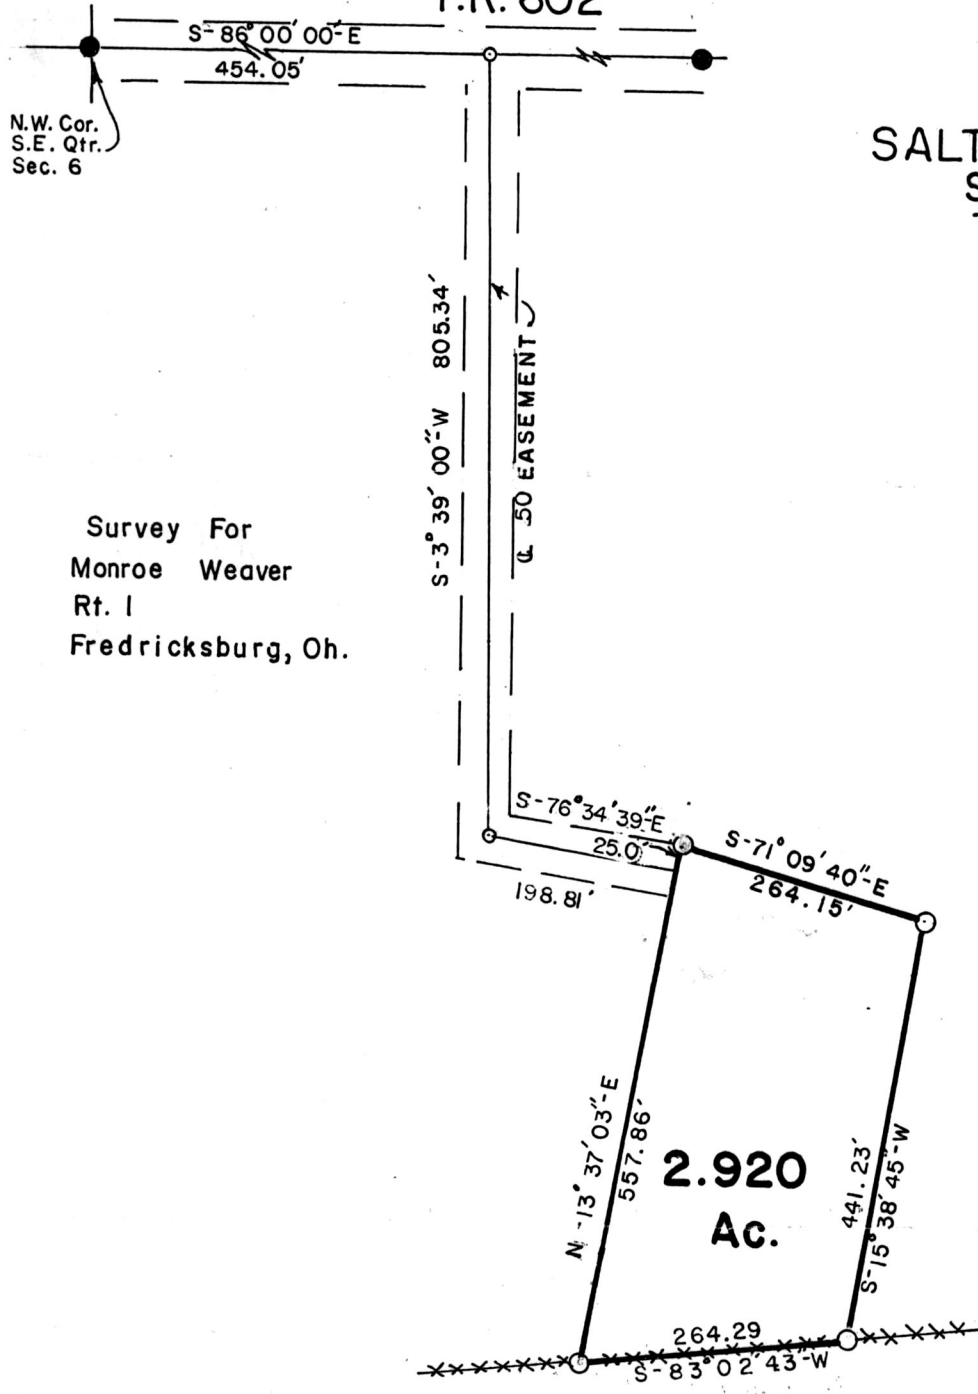 T.R. 602
S-86°00'00"-E
454.05'
N.W. Cor.
S.E. Qtr.
Sec. 6
SALT
S-3°39'00"-W 805.34'
℄ 50 EASEMENT
Survey For
Monroe Weaver
Rt. 1
Fredricksburg, Oh.
S-76°34'39"-E
25.0'
198.81'
S-71°09'40"-E
264.15'
N-13°37'03"-E
557.86'
2.920
Ac.
441.23'
S-15°38'45"-W
264.29
S-83°02'43"-W